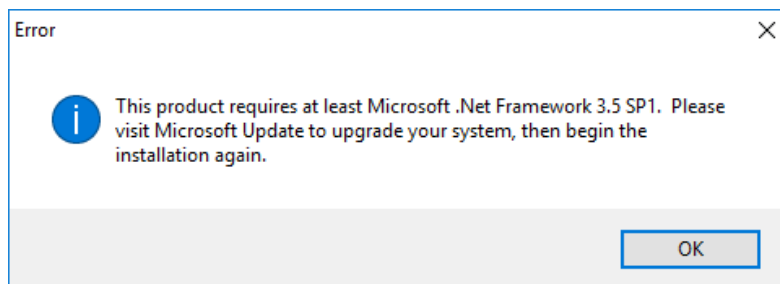 Error
This product requires at least Microsoft .Net Framework 3.5 SP1.  Please
visit Microsoft Update to upgrade your system, then begin the
installation again.
OK